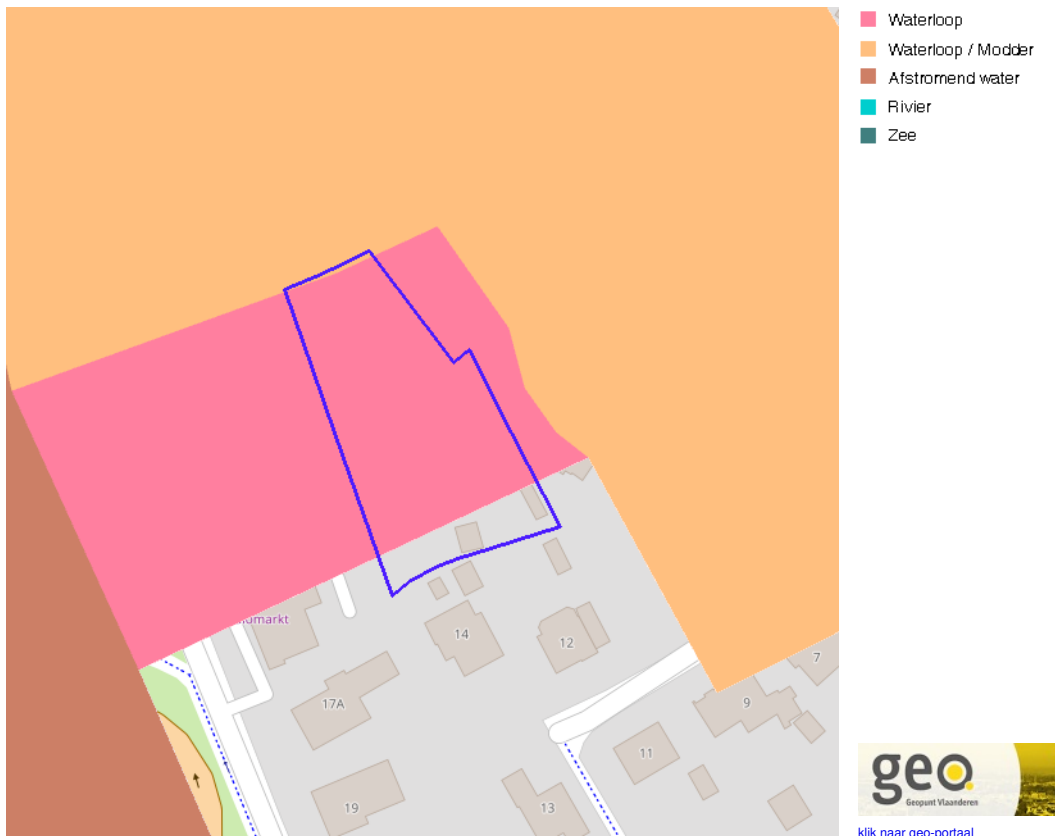 Waterloop
Waterloop / Modder
Afstromend water
Rivier
Zee
14
12
7
17A
9
11
19
13
geo.
Geopunt Vlaanderen
klik naar geo-portaal